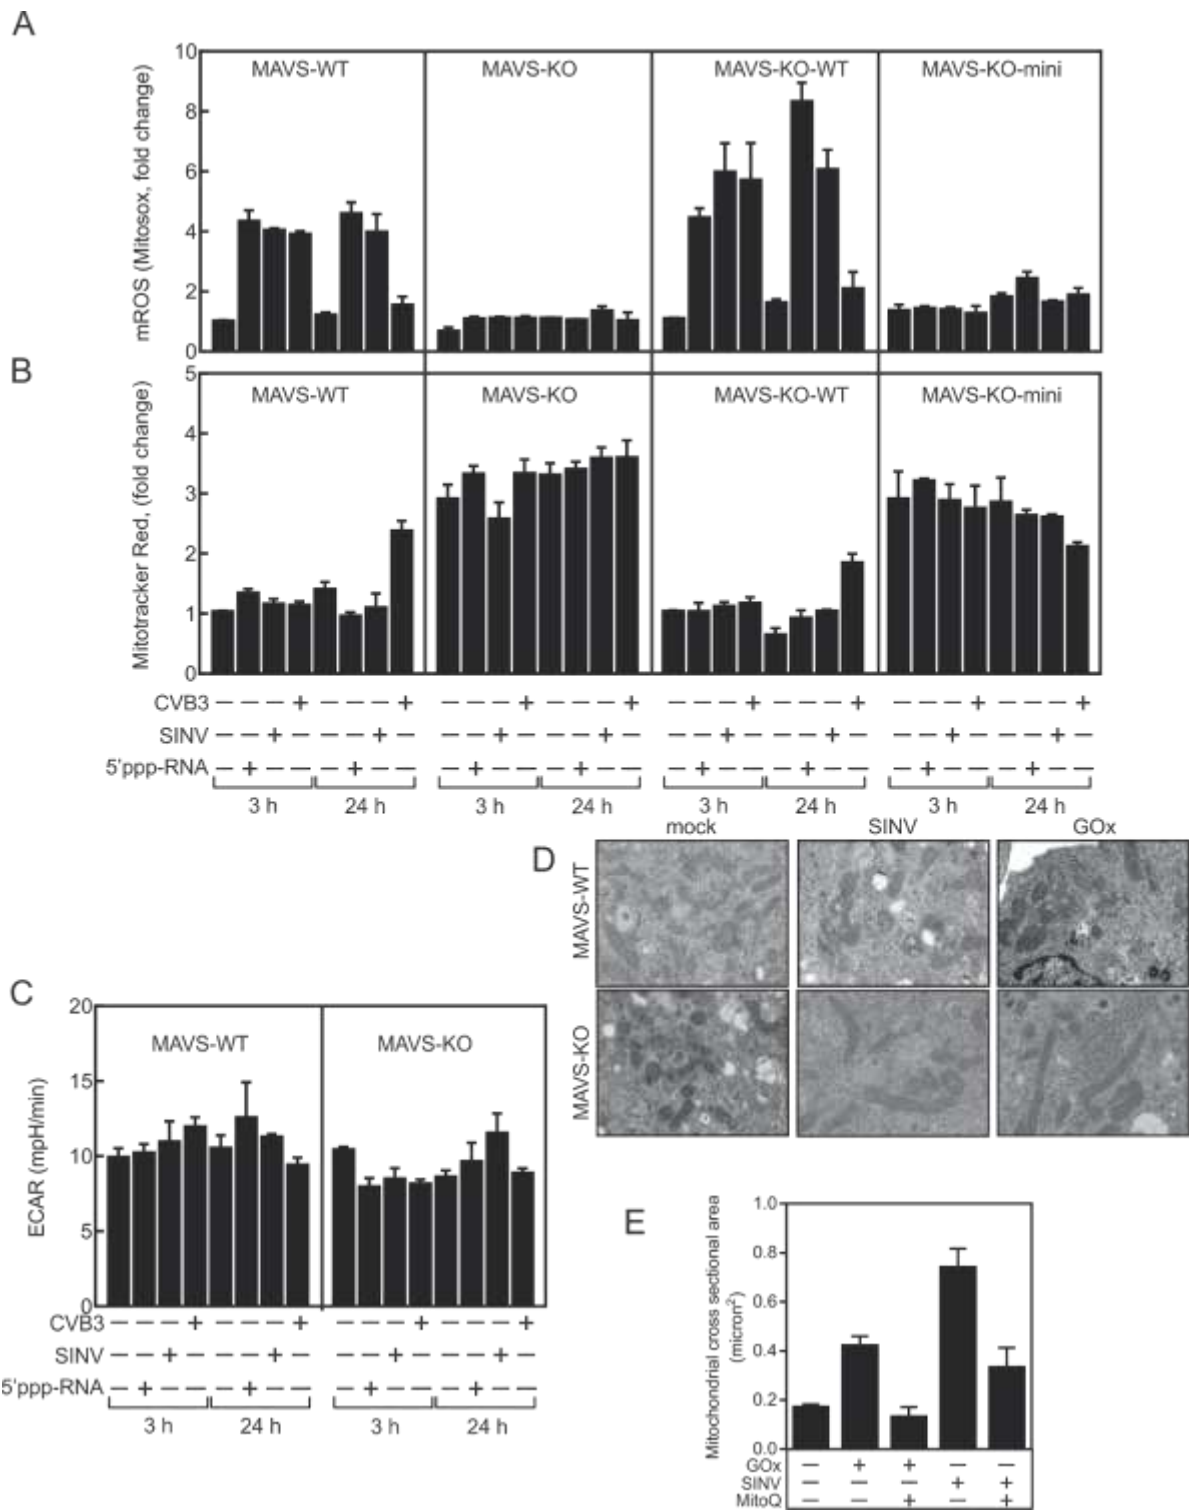 A
mROS (Mitosox, fold change)
10
8
6
4
2
0
MAVS-WT
MAVS-KO
MAVS-KO-WT
MAVS-KO-mini
B
Mitotracker Red, (fold change)
5
4
3
2
1
0
MAVS-WT
MAVS-KO
MAVS-KO-WT
MAVS-KO-mini
CVB3 – – – + – – – + – – – + – – – + – – – + – – – + – – – + – – – +
SINV – – + – – – + – – – + – – – + – – – + – – – + – – – + – – – + –
5'ppp-RNA – + – – – + – – – + – – – + – – – + – – – + – – – + – – – + – –
3 h 24 h 3 h 24 h 3 h 24 h 3 h 24 h
C
ECAR (mpH/min)
20
15
10
5
0
MAVS-WT
MAVS-KO
CVB3 – – – + – – – + – – – + – – – +
SINV – – + – – – + – – – + – – – + –
5'ppp-RNA – + – – – + – – – + – – – + – –
3 h 24 h 3 h 24 h
D
mock SINV GOx
MAVS-WT
MAVS-KO
E
Mitochondrial cross sectional area
(micron²)
1.0
0.8
0.6
0.4
0.2
0.0
GOx – + + – –
SINV – – – + +
MitoQ – – + – +